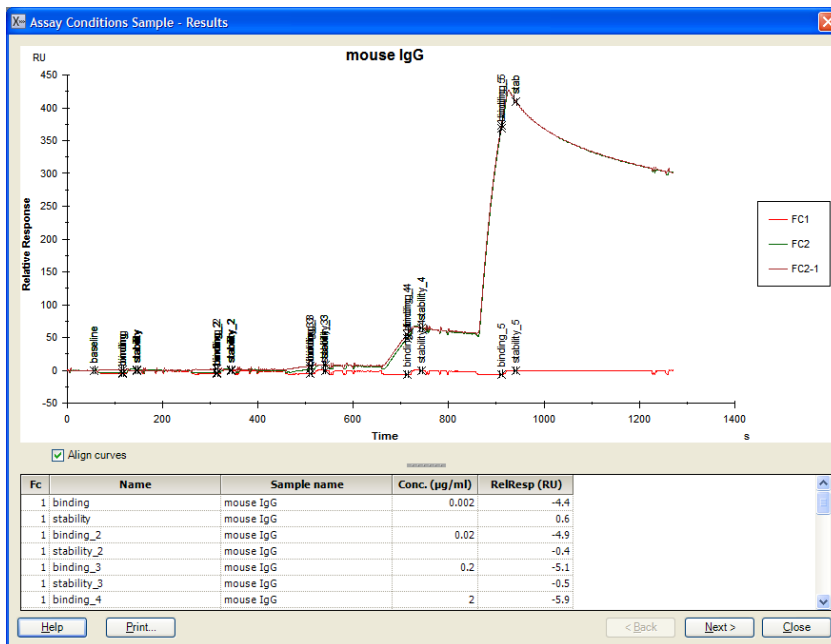 Assay Conditions Sample - Results
mouse IgG
RU
450
400
350
300
250
200
150
100
50
0
-50
Relative Response
0 200 400 600 800 1000 1200 1400
Time s
baseline
binding
stability
binding_2
stability_2
stability_3
binding_4
stability_4
binding_5
stability_5
stab
FC1
FC2
FC2-1
Align curves
Fc Name Sample name Conc. (µg/ml) RelResp (RU)
1 binding mouse IgG 0.002 -4.4
1 stability mouse IgG 0.6
1 binding_2 mouse IgG 0.02 -4.9
1 stability_2 mouse IgG -0.4
1 binding_3 mouse IgG 0.2 -5.1
1 stability_3 mouse IgG -0.5
1 binding_4 mouse IgG 2 -5.9
Help Print... < Back Next > Close